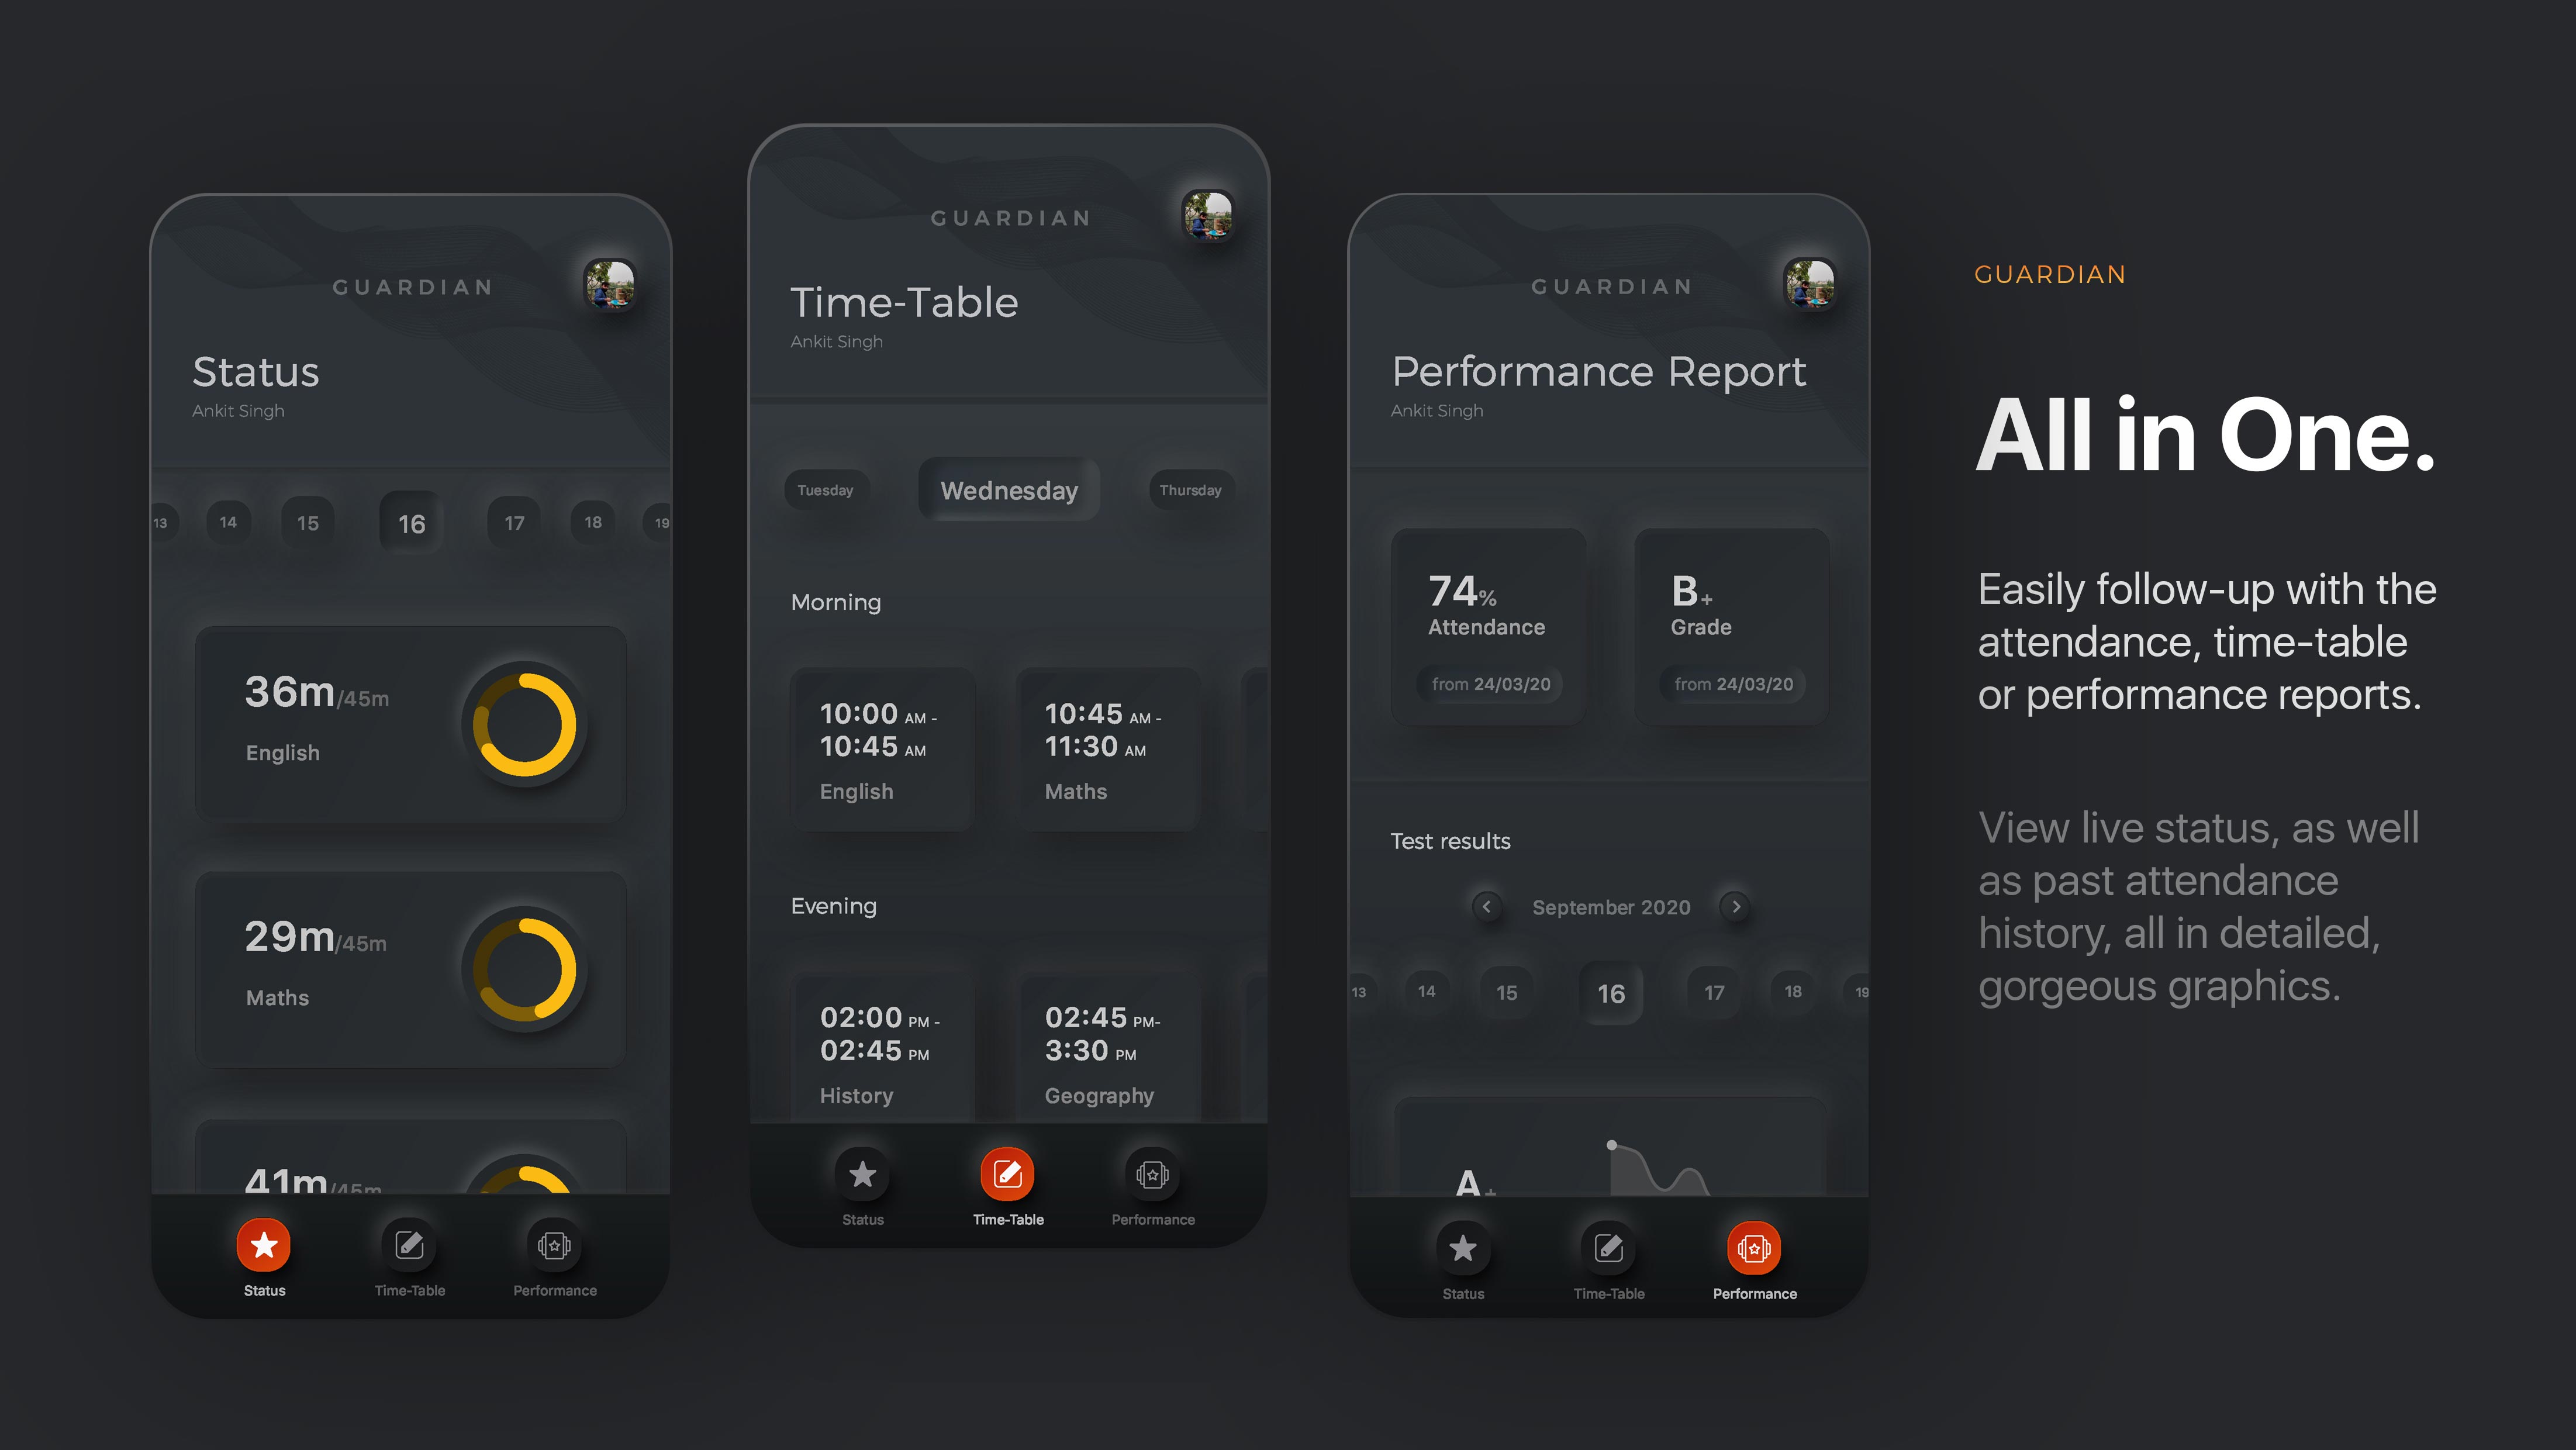 GUARDIAN
Status
Ankit Singh
13 14 15 16 17 18 19
36m/45m
English
29m/45m
Maths
41m/45m
Status Time-Table Performance
GUARDIAN
Time-Table
Ankit Singh
Tuesday Wednesday Thursday
Morning
10:00 AM -
10:45 AM
English
10:45 AM -
11:30 AM
Maths
Evening
02:00 PM -
02:45 PM
History
02:45 PM-
3:30 PM
Geography
Status Time-Table Performance
GUARDIAN
Performance Report
Ankit Singh
74%
Attendance
from 24/03/20
B+
Grade
from 24/03/20
Test results
September 2020
13 14 15 16 17 18 19
A+
Status Time-Table Performance
GUARDIAN
All in One.
Easily follow-up with the
attendance, time-table
or performance reports.
View live status, as well
as past attendance
history, all in detailed,
gorgeous graphics.